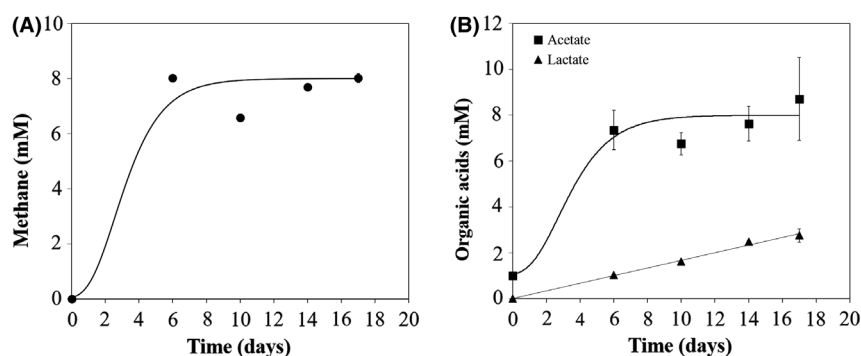 (A)
Methane (mM)
10
8
6
4
2
0
0 2 4 6 8 10 12 14 16 18 20
Time (days)
(B)
Organic acids (mM)
12
10
8
6
4
2
0
Acetate
Lactate
0 2 4 6 8 10 12 14 16 18 20
Time (days)